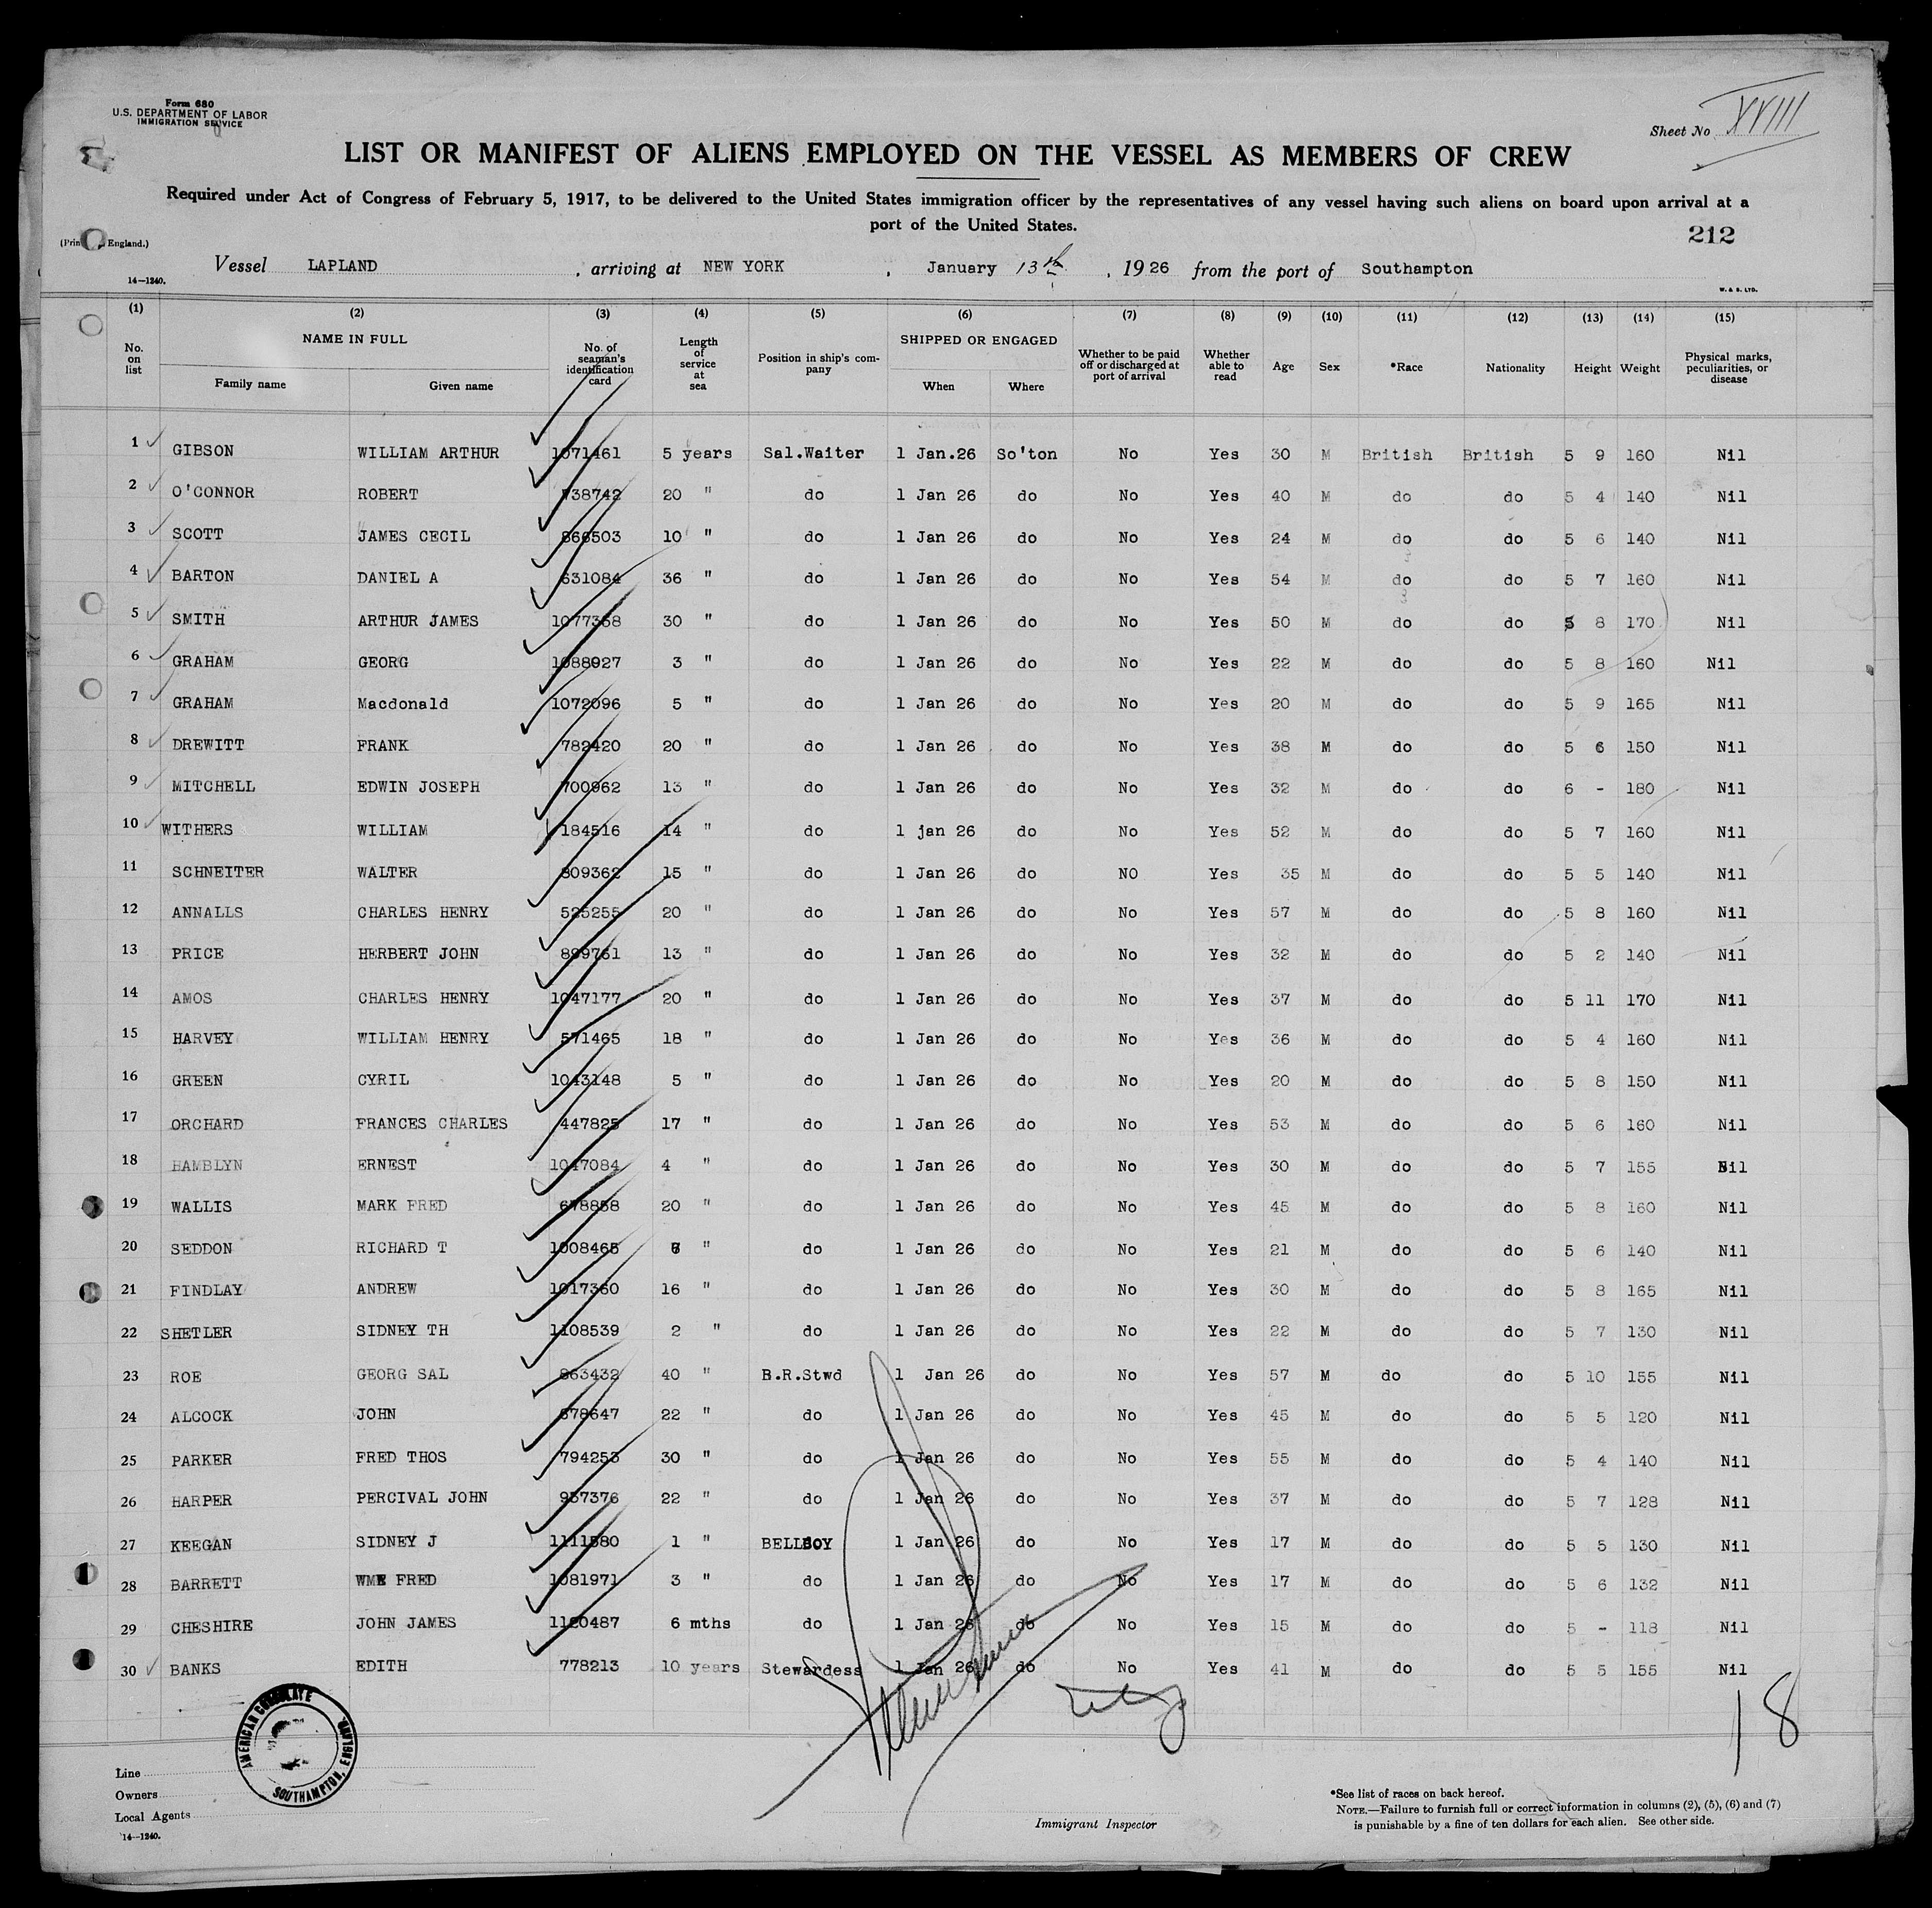 Form 680
U.S. DEPARTMENT OF LABOR
IMMIGRATION SERVICE
Sheet No XVIII
LIST OR MANIFEST OF ALIENS EMPLOYED ON THE VESSEL AS MEMBERS OF CREW
Required under Act of Congress of February 5, 1917, to be delivered to the United States immigration officer by the representatives of any vessel having such aliens on board upon arrival at a
port of the United States.
212
England.)
Vessel LAPLAND , arriving at NEW YORK , January 13th , 1926 from the port of Southampton
14—1240.
W. & S. LTD.
(1) (2) (3) (4) (5) (6) (7) (8) (9) (10) (11) (12) (13) (14) (15)
No. on list NAME IN FULL Family name Given name No. of seaman's identification card Length of service at sea Position in ship's company SHIPPED OR ENGAGED When Where Whether to be paid off or discharged at port of arrival Whether able to read Age Sex *Race Nationality Height Weight Physical marks, peculiarities, or disease
1 GIBSON WILLIAM ARTHUR 1071461 5 years Sal.Waiter 1 Jan.26 So'ton No Yes 30 M British British 5 9 160 Nil
2 O'CONNOR ROBERT 738742 20 " do 1 Jan 26 do No Yes 40 M do do 5 4 140 Nil
3 SCOTT JAMES CECIL 866503 10 " do 1 Jan 26 do No Yes 24 M do do 5 6 140 Nil
4 BARTON DANIEL A 631084 36 " do 1 Jan 26 do No Yes 54 M do do 5 7 160 Nil
5 SMITH ARTHUR JAMES 1077368 30 " do 1 Jan 26 do No Yes 50 M do do 5 8 170 Nil
6 GRAHAM GEORG 1088927 3 " do 1 Jan 26 do No Yes 22 M do do 5 8 160 Nil
7 GRAHAM Macdonald 1072096 5 " do 1 Jan 26 do No Yes 20 M do do 5 9 165 Nil
8 DREWITT FRANK 782420 20 " do 1 Jan 26 do No Yes 38 M do do 5 6 150 Nil
9 MITCHELL EDWIN JOSEPH 700962 13 " do 1 Jan 26 do No Yes 32 M do do 6 - 180 Nil
10 WITHERS WILLIAM 184516 14 " do 1 jan 26 do No Yes 52 M do do 5 7 160 Nil
11 SCHNEITER WALTER 809362 15 " do 1 Jan 26 do NO Yes 35 M do do 5 5 140 Nil
12 ANNALLS CHARLES HENRY 525255 20 " do 1 Jan 26 do No Yes 57 M do do 5 8 160 Nil
13 PRICE HERBERT JOHN 899761 13 " do 1 Jan 26 do No Yes 32 M do do 5 2 140 Nil
14 AMOS CHARLES HENRY 1047177 20 " do 1 Jan 26 do No Yes 37 M do do 5 11 170 Nil
15 HARVEY WILLIAM HENRY 571465 18 " do 1 Jan 26 do No Yes 36 M do do 5 4 160 Nil
16 GREEN CYRIL 1043148 5 " do 1 Jan 26 do No Yes 20 M do do 5 8 150 Nil
17 ORCHARD FRANCES CHARLES 447825 17 " do 1 Jan 26 do No Yes 53 M do do 5 6 160 Nil
18 HAMBLYN ERNEST 1047084 4 " do 1 Jan 26 do No Yes 30 M do do 5 7 155 Nil
19 WALLIS MARK FRED 678858 20 " do 1 Jan 26 do No Yes 45 M do do 5 8 160 Nil
20 SEDDON RICHARD T 1008465 " do 1 Jan 26 do No Yes 21 M do do 5 6 140 Nil
21 FINDLAY ANDREW 1017360 16 " do 1 Jan 26 do No Yes 30 M do do 5 8 165 Nil
22 SHETLER SIDNEY TH 1108539 2 " do 1 Jan 26 do No Yes 22 M do do 5 7 130 Nil
23 ROE GEORG SAL 863432 40 " B.R.Stwd 1 Jan 26 do No Yes 57 M do do 5 10 155 Nil
24 ALCOCK JOHN 678647 22 " do 1 Jan 26 do No Yes 45 M do do 5 5 120 Nil
25 PARKER FRED THOS 794253 30 " do 1 Jan 26 do No Yes 55 M do do 5 4 140 Nil
26 HARPER PERCIVAL JOHN 937376 22 " do 1 Jan 26 do No Yes 37 M do do 5 7 128 Nil
27 KEEGAN SIDNEY J 1111580 1 " BELLBOY 1 Jan 26 do No Yes 17 M do do 5 5 130 Nil
28 BARRETT WM FRED 1081971 3 " do 1 Jan 26 do No Yes 17 M do do 5 6 132 Nil
29 CHESHIRE JOHN JAMES 1120487 6 mths do 1 Jan 26 do No Yes 15 M do do 5 - 118 Nil
30 BANKS EDITH 778213 10 years Stewardess 1 Jan 26 do No Yes 41 M do do 5 5 155 Nil
18
AMERICAN CONSULATE SOUTHAMPTON, ENGLAND
Line
Owners
Local Agents
14—1240.
Immigrant Inspector
*See list of races on back hereof.
NOTE.—Failure to furnish full or correct information in columns (2), (5), (6) and (7)
is punishable by a fine of ten dollars for each alien. See other side.